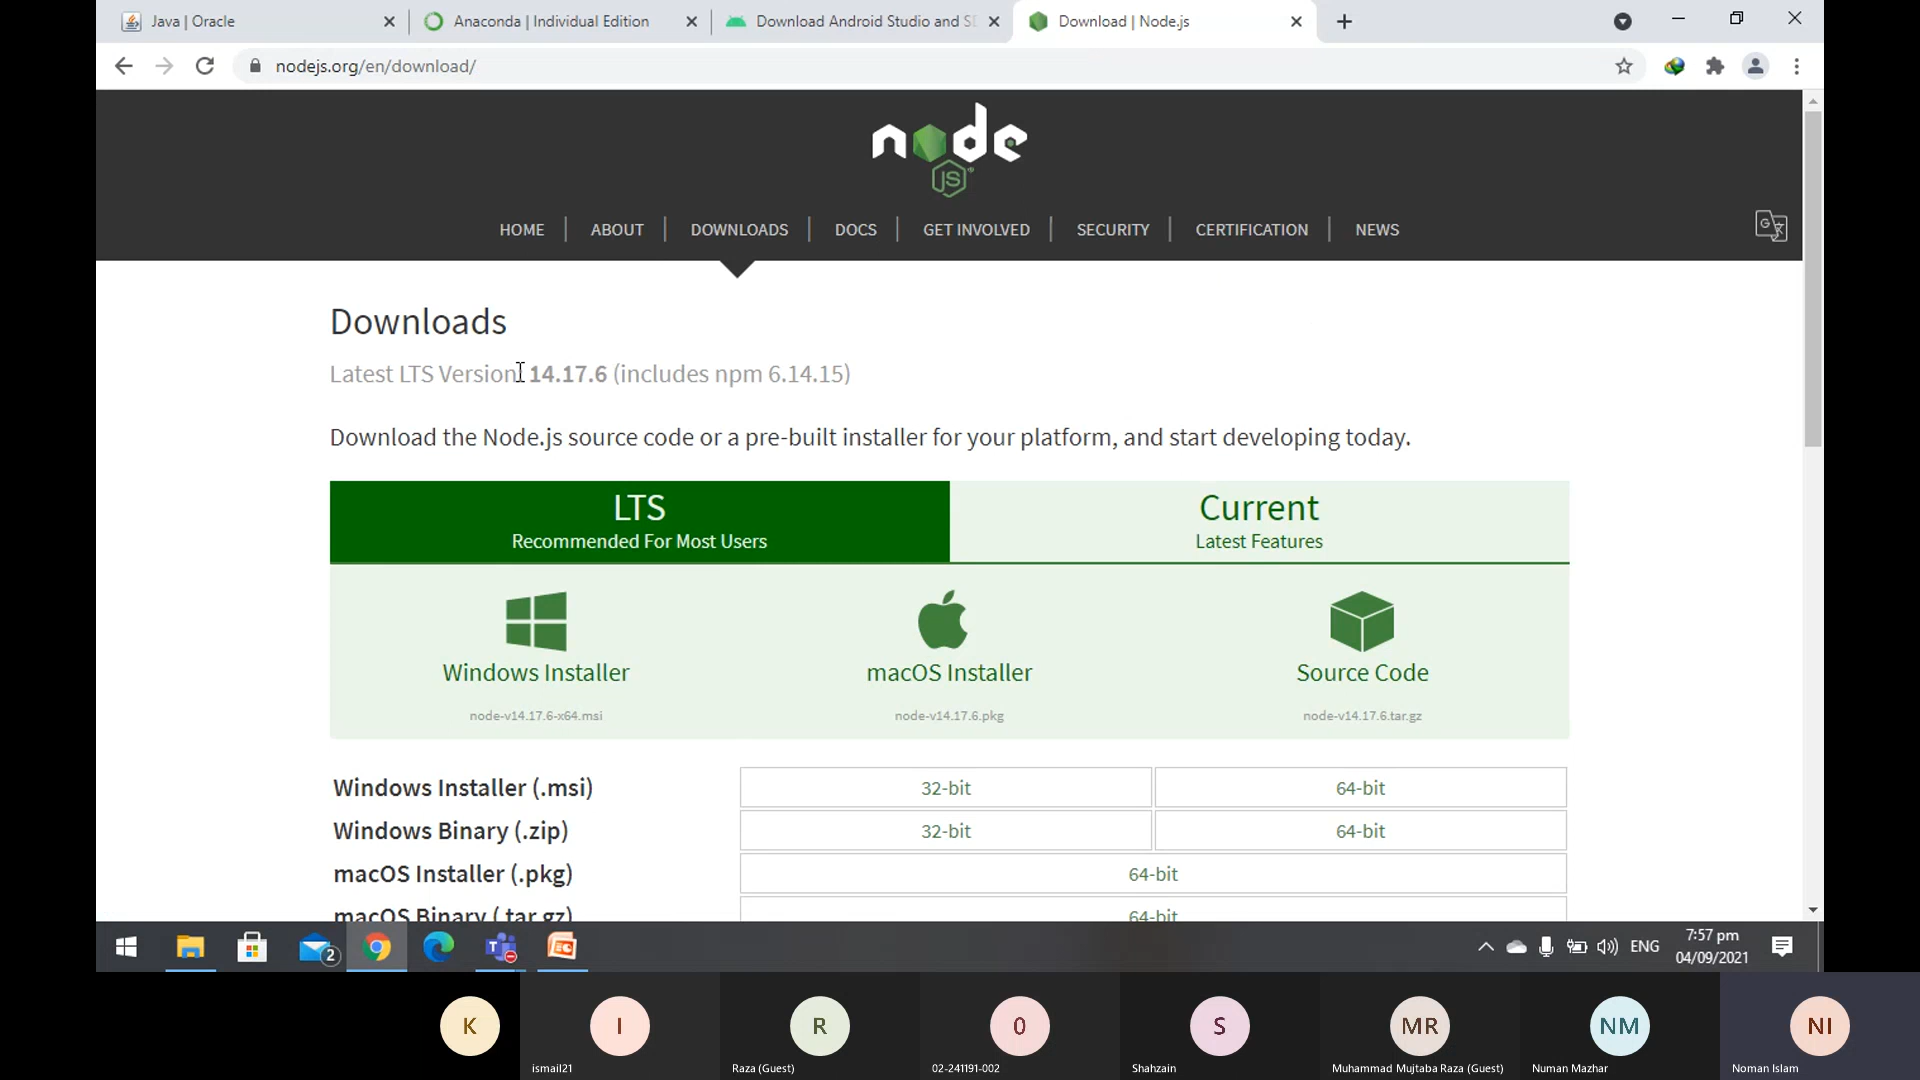 Java | Oracle
Anaconda | Individual Edition
Download Android Studio and S
Download | Node.js
nodejs.org/en/download/
node
JS
HOME | ABOUT | DOWNLOADS | DOCS | GET INVOLVED | SECURITY | CERTIFICATION | NEWS
Downloads
Latest LTS Version: 14.17.6 (includes npm 6.14.15)
Download the Node.js source code or a pre-built installer for your platform, and start developing today.
LTS
Recommended For Most Users
Current
Latest Features
Windows Installer
node-v14.17.6-x64.msi
macOS Installer
node-v14.17.6.pkg
Source Code
node-v14.17.6.tar.gz
Windows Installer (.msi) 32-bit 64-bit
Windows Binary (.zip) 32-bit 64-bit
macOS Installer (.pkg) 64-bit
macOS Binary (.tar.gz) 64-bit
2
ENG
7:57 pm
04/09/2021
K
I
R
0
S
MR
NM
NI
ismail21
Raza (Guest)
02-241191-002
Shahzain
Muhammad Mujtaba Raza (Guest)
Numan Mazhar
Noman Islam